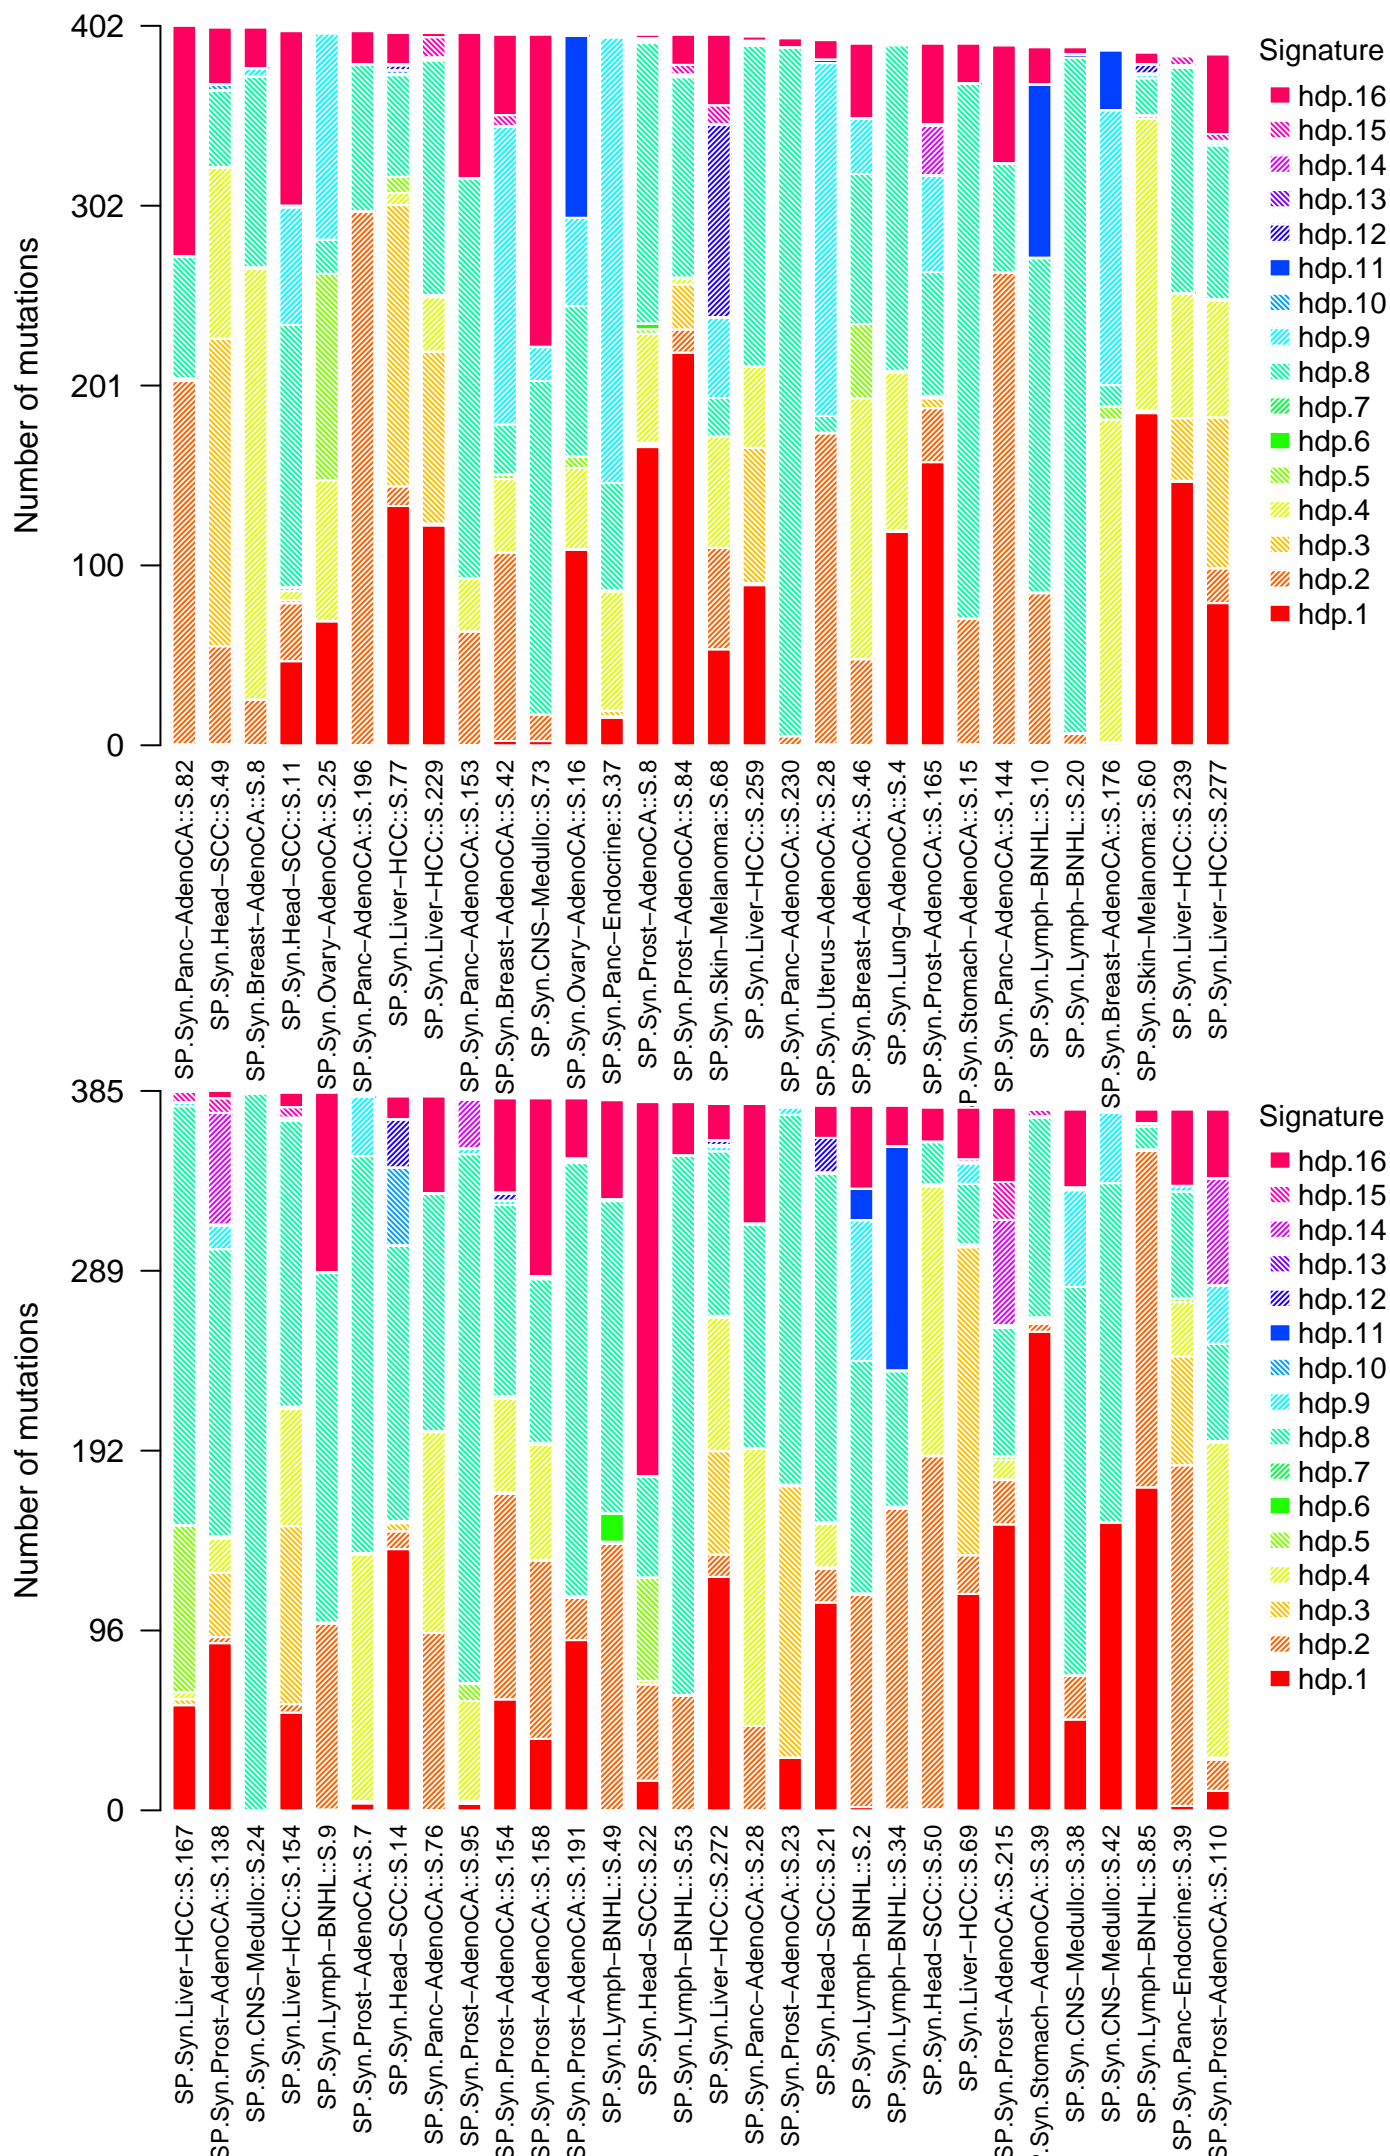 Number of mutations
402
302
201
100
0
Signature
hdp.16
hdp.15
hdp.14
hdp.13
hdp.12
hdp.11
hdp.10
hdp.9
hdp.8
hdp.7
hdp.6
hdp.5
hdp.4
hdp.3
hdp.2
hdp.1
SP.Syn.Panc−AdenoCA::S.82
SP.Syn.Head−SCC::S.49
SP.Syn.Breast−AdenoCA::S.8
SP.Syn.Head−SCC::S.11
SP.Syn.Ovary−AdenoCA::S.25
SP.Syn.Panc−AdenoCA::S.196
SP.Syn.Liver−HCC::S.77
SP.Syn.Liver−HCC::S.229
SP.Syn.Panc−AdenoCA::S.153
SP.Syn.Breast−AdenoCA::S.42
SP.Syn.CNS−Medullo::S.73
SP.Syn.Ovary−AdenoCA::S.16
SP.Syn.Panc−Endocrine::S.37
SP.Syn.Prost−AdenoCA::S.8
SP.Syn.Prost−AdenoCA::S.84
SP.Syn.Skin−Melanoma::S.68
SP.Syn.Liver−HCC::S.259
SP.Syn.Panc−AdenoCA::S.230
SP.Syn.Uterus−AdenoCA::S.28
SP.Syn.Breast−AdenoCA::S.46
SP.Syn.Lung−AdenoCA::S.4
SP.Syn.Prost−AdenoCA::S.165
P.Syn.Stomach−AdenoCA::S.15
SP.Syn.Panc−AdenoCA::S.144
SP.Syn.Lymph−BNHL::S.10
SP.Syn.Lymph−BNHL::S.20
SP.Syn.Breast−AdenoCA::S.176
SP.Syn.Skin−Melanoma::S.60
SP.Syn.Liver−HCC::S.239
SP.Syn.Liver−HCC::S.277
Number of mutations
385
289
192
96
0
Signature
hdp.16
hdp.15
hdp.14
hdp.13
hdp.12
hdp.11
hdp.10
hdp.9
hdp.8
hdp.7
hdp.6
hdp.5
hdp.4
hdp.3
hdp.2
hdp.1
SP.Syn.Liver−HCC::S.167
SP.Syn.Prost−AdenoCA::S.138
SP.Syn.CNS−Medullo::S.24
SP.Syn.Liver−HCC::S.154
SP.Syn.Lymph−BNHL::S.9
SP.Syn.Prost−AdenoCA::S.7
SP.Syn.Head−SCC::S.14
SP.Syn.Panc−AdenoCA::S.76
SP.Syn.Prost−AdenoCA::S.95
SP.Syn.Prost−AdenoCA::S.154
SP.Syn.Prost−AdenoCA::S.158
SP.Syn.Prost−AdenoCA::S.191
SP.Syn.Lymph−BNHL::S.49
SP.Syn.Head−SCC::S.22
SP.Syn.Lymph−BNHL::S.53
SP.Syn.Liver−HCC::S.272
SP.Syn.Panc−AdenoCA::S.28
SP.Syn.Prost−AdenoCA::S.23
SP.Syn.Head−SCC::S.21
SP.Syn.Lymph−BNHL::S.2
SP.Syn.Lymph−BNHL::S.34
SP.Syn.Head−SCC::S.50
SP.Syn.Liver−HCC::S.69
SP.Syn.Prost−AdenoCA::S.215
.Syn.Stomach−AdenoCA::S.39
SP.Syn.CNS−Medullo::S.38
SP.Syn.CNS−Medullo::S.42
SP.Syn.Lymph−BNHL::S.85
SP.Syn.Panc−Endocrine::S.39
SP.Syn.Prost−AdenoCA::S.110